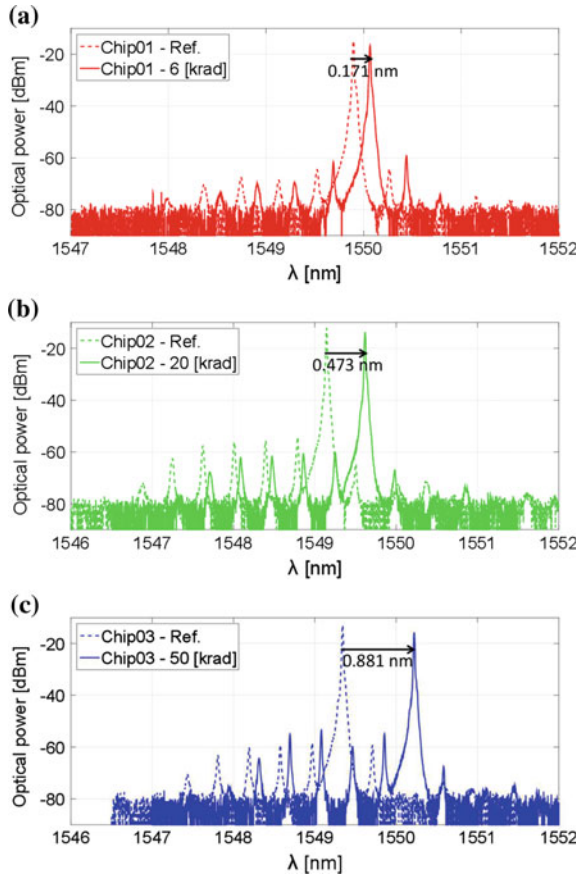 (a)
Chip01 - Ref.
Chip01 - 6 [krad]
0.171 nm
Optical power [dBm]
-20
-40
-60
-80
1547 1548 1549 1550 1551 1552
λ [nm]
(b)
Chip02 - Ref.
Chip02 - 20 [krad]
0.473 nm
Optical power [dBm]
-20
-40
-60
-80
1546 1547 1548 1549 1550 1551 1552
λ [nm]
(c)
Chip03 - Ref.
Chip03 - 50 [krad]
0.881 nm
Optical power [dBm]
-20
-40
-60
-80
1546 1547 1548 1549 1550 1551 1552
λ [nm]